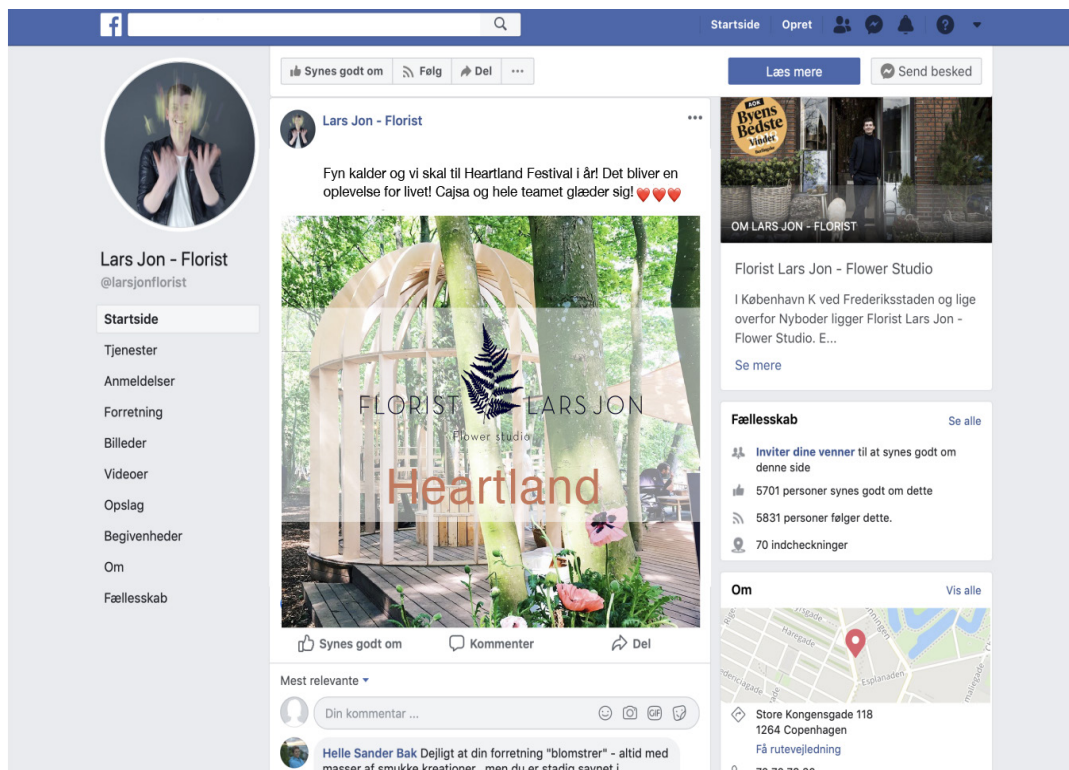 Startside Opret
Synes godt om Følg Del ...
Læs mere Send besked
Lars Jon - Florist
@larsjonflorist
Startside
Tjenester
Anmeldelser
Forretning
Billeder
Videoer
Opslag
Begivenheder
Om
Fællesskab
Lars Jon - Florist
Fyn kalder og vi skal til Heartland Festival i år! Det bliver en
oplevelse for livet! Cajsa og hele teamet glæder sig! ❤️❤️❤️
FLORIST LARS JON
Flower studio
Heartland
Synes godt om Kommenter Del
Mest relevante
Din kommentar ...
GIF
Helle Sander Bak Dejligt at din forretning "blomstrer" - altid med
masser af smukke kreationer men du er stadig savnet i
AOK
Byens
Bedste
Vinder
OM LARS JON - FLORIST
Florist Lars Jon - Flower Studio
I København K ved Frederiksstaden og lige
overfor Nyboder ligger Florist Lars Jon -
Flower Studio. E...
Se mere
Fællesskab Se alle
Inviter dine venner til at synes godt om
denne side
5701 personer synes godt om dette
5831 personer følger dette.
70 indcheckninger
Om Vis alle
Haregade
Esplanaden
Store Kongensgade 118
1264 Copenhagen
Få rutevejledning